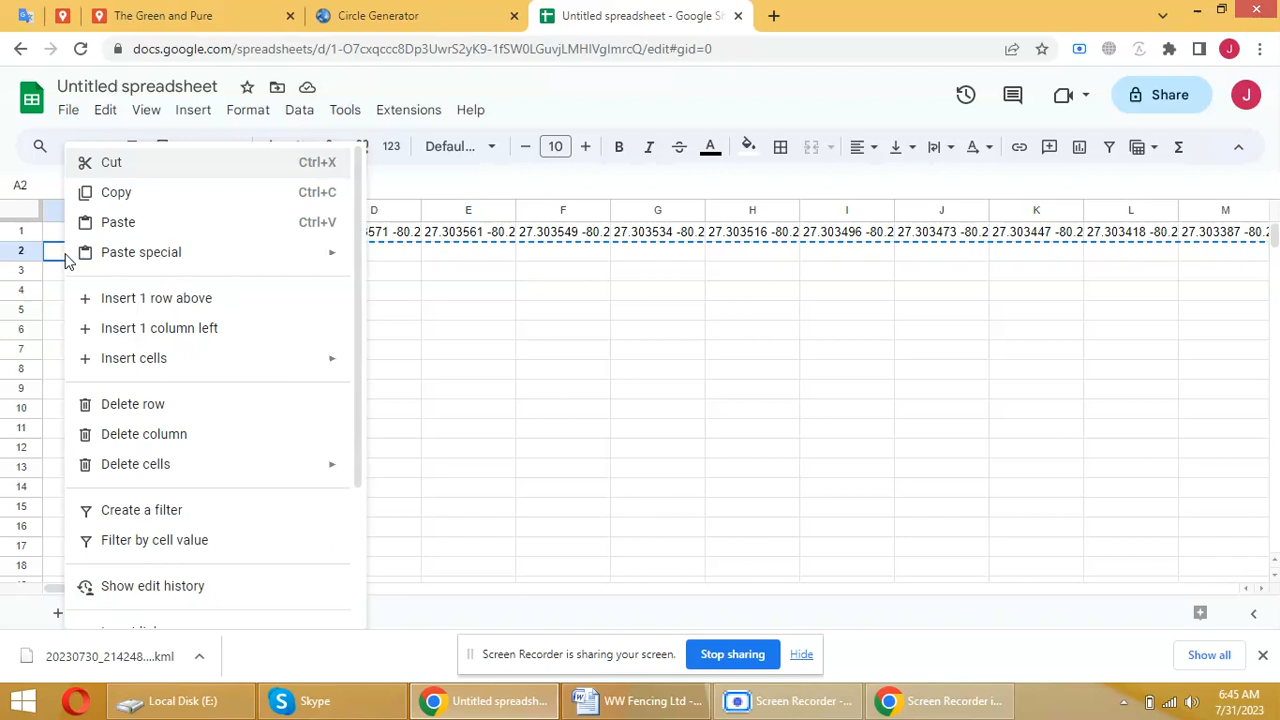 The Green and Pure
Circle Generator
Untitled spreadsheet - Google Sh
docs.google.com/spreadsheets/d/1-O7cxqccc8Dp3UwrS2yK9-1fSW0LGuvjLMHIVgImrcQ/edit#gid=0
J
Untitled spreadsheet
File Edit View Insert Format Data Tools Extensions Help
Share
J
123 Defaul... 10 B I A
A2
D E F G H I J K L M
1 3571 -80.2 27.303561 -80.2 27.303549 -80.2 27.303534 -80.2 27.303516 -80.2 27.303496 -80.2 27.303473 -80.2 27.303447 -80.2 27.303418 -80.2 27.303387 -80.2
2
3
4
5
6
7
8
9
10
11
12
13
14
15
16
17
18
Cut Ctrl+X
Copy Ctrl+C
Paste Ctrl+V
Paste special
Insert 1 row above
Insert 1 column left
Insert cells
Delete row
Delete column
Delete cells
Create a filter
Filter by cell value
Show edit history
20230730_214248....kml
Screen Recorder is sharing your screen. Stop sharing Hide
Show all
Local Disk (E:) Skype Untitled spreadsh... WW Fencing Ltd -... Screen Recorder -... Screen Recorder i...
6:45 AM
7/31/2023